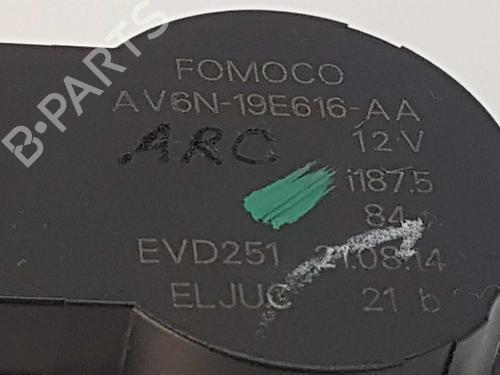 FOMOCO
AV6N-19E616-AA
ARC 12V
i187.5
84
EVD251 21.08.14
ELJUC 21 b
B-PARTS